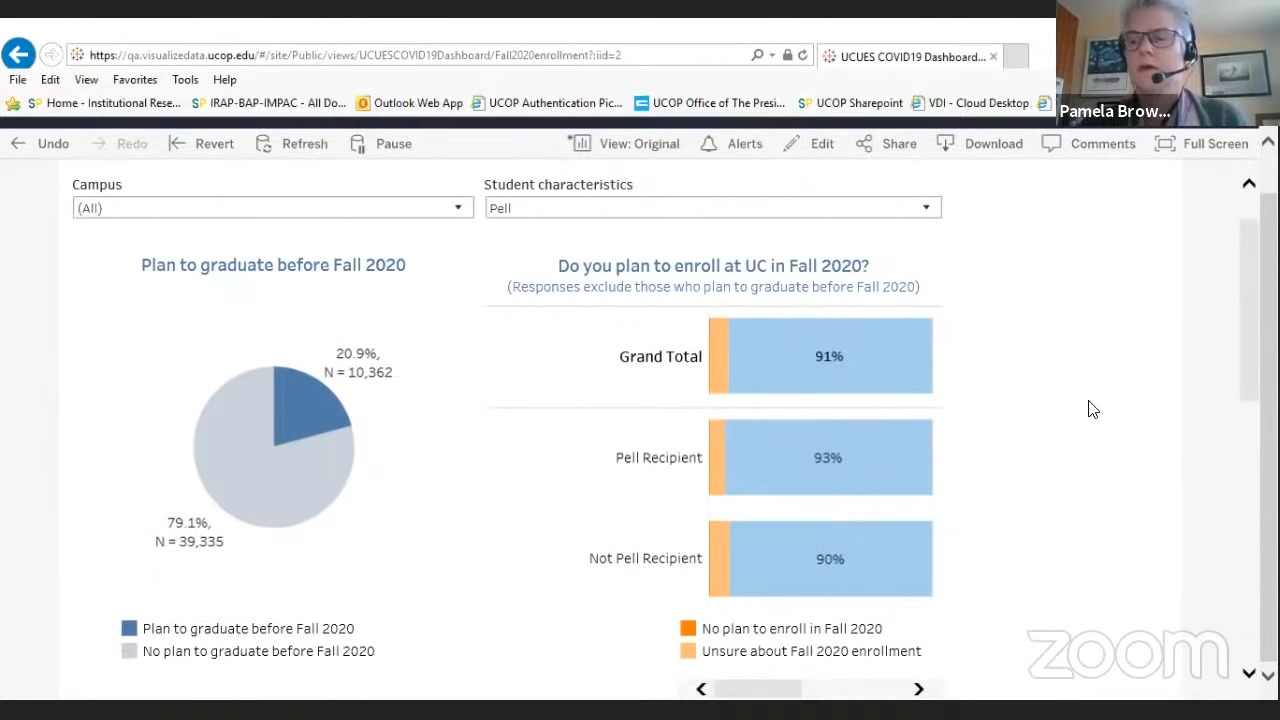 https://qa.visualizedata.ucop.edu/#/site/Public/views/UCUESCOVID19Dashboard/Fall2020enrollment?:iid=2
UCUES COVID19 Dashboard...
File Edit View Favorites Tools Help
SP Home - Institutional Rese... SP IRAP-BAP-IMPAC - All Do... Outlook Web App UCOP Authentication Pic... UCOP Office of The Presi... SP UCOP Sharepoint VDI - Cloud Desktop
Pamela Brow...
Undo Redo Revert Refresh Pause View: Original Alerts Edit Share Download Comments Full Screen
Campus
(All)
Student characteristics
Pell
Plan to graduate before Fall 2020
20.9%,
N = 10,362
79.1%,
N = 39,335
Plan to graduate before Fall 2020
No plan to graduate before Fall 2020
Do you plan to enroll at UC in Fall 2020?
(Responses exclude those who plan to graduate before Fall 2020)
Grand Total 91%
Pell Recipient 93%
Not Pell Recipient 90%
No plan to enroll in Fall 2020
Unsure about Fall 2020 enrollment
zoom